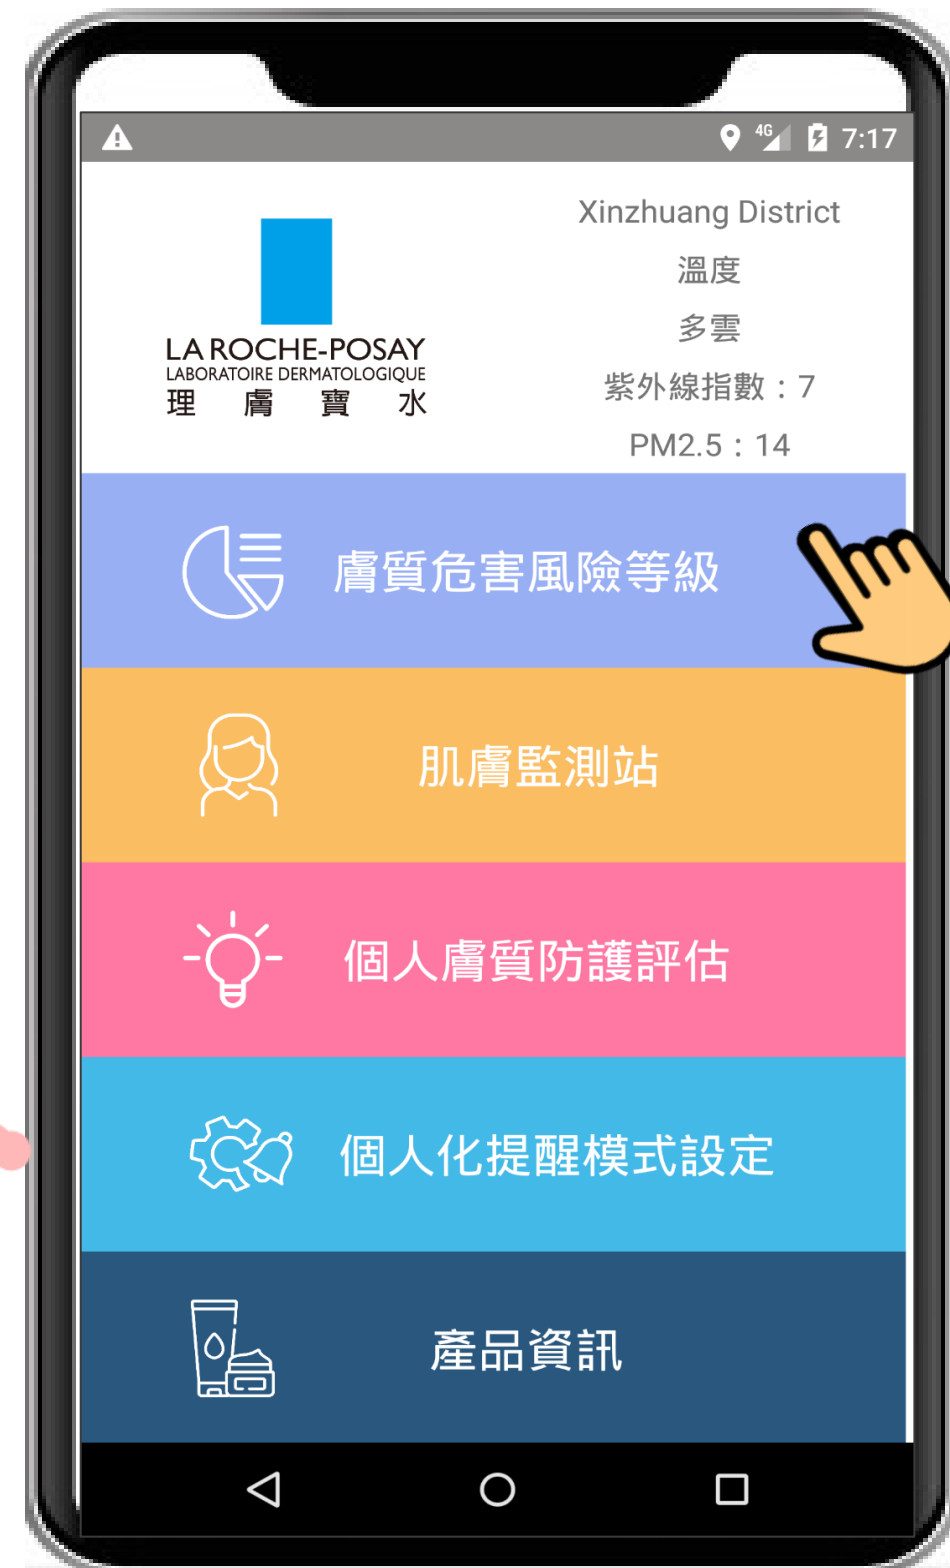 4G 7:17
LA ROCHE-POSAY
LABORATOIRE DERMATOLOGIQUE
理膚寶水
Xinzhuang District
溫度
多雲
紫外線指數：7
PM2.5：14
膚質危害風險等級
肌膚監測站
個人膚質防護評估
個人化提醒模式設定
產品資訊